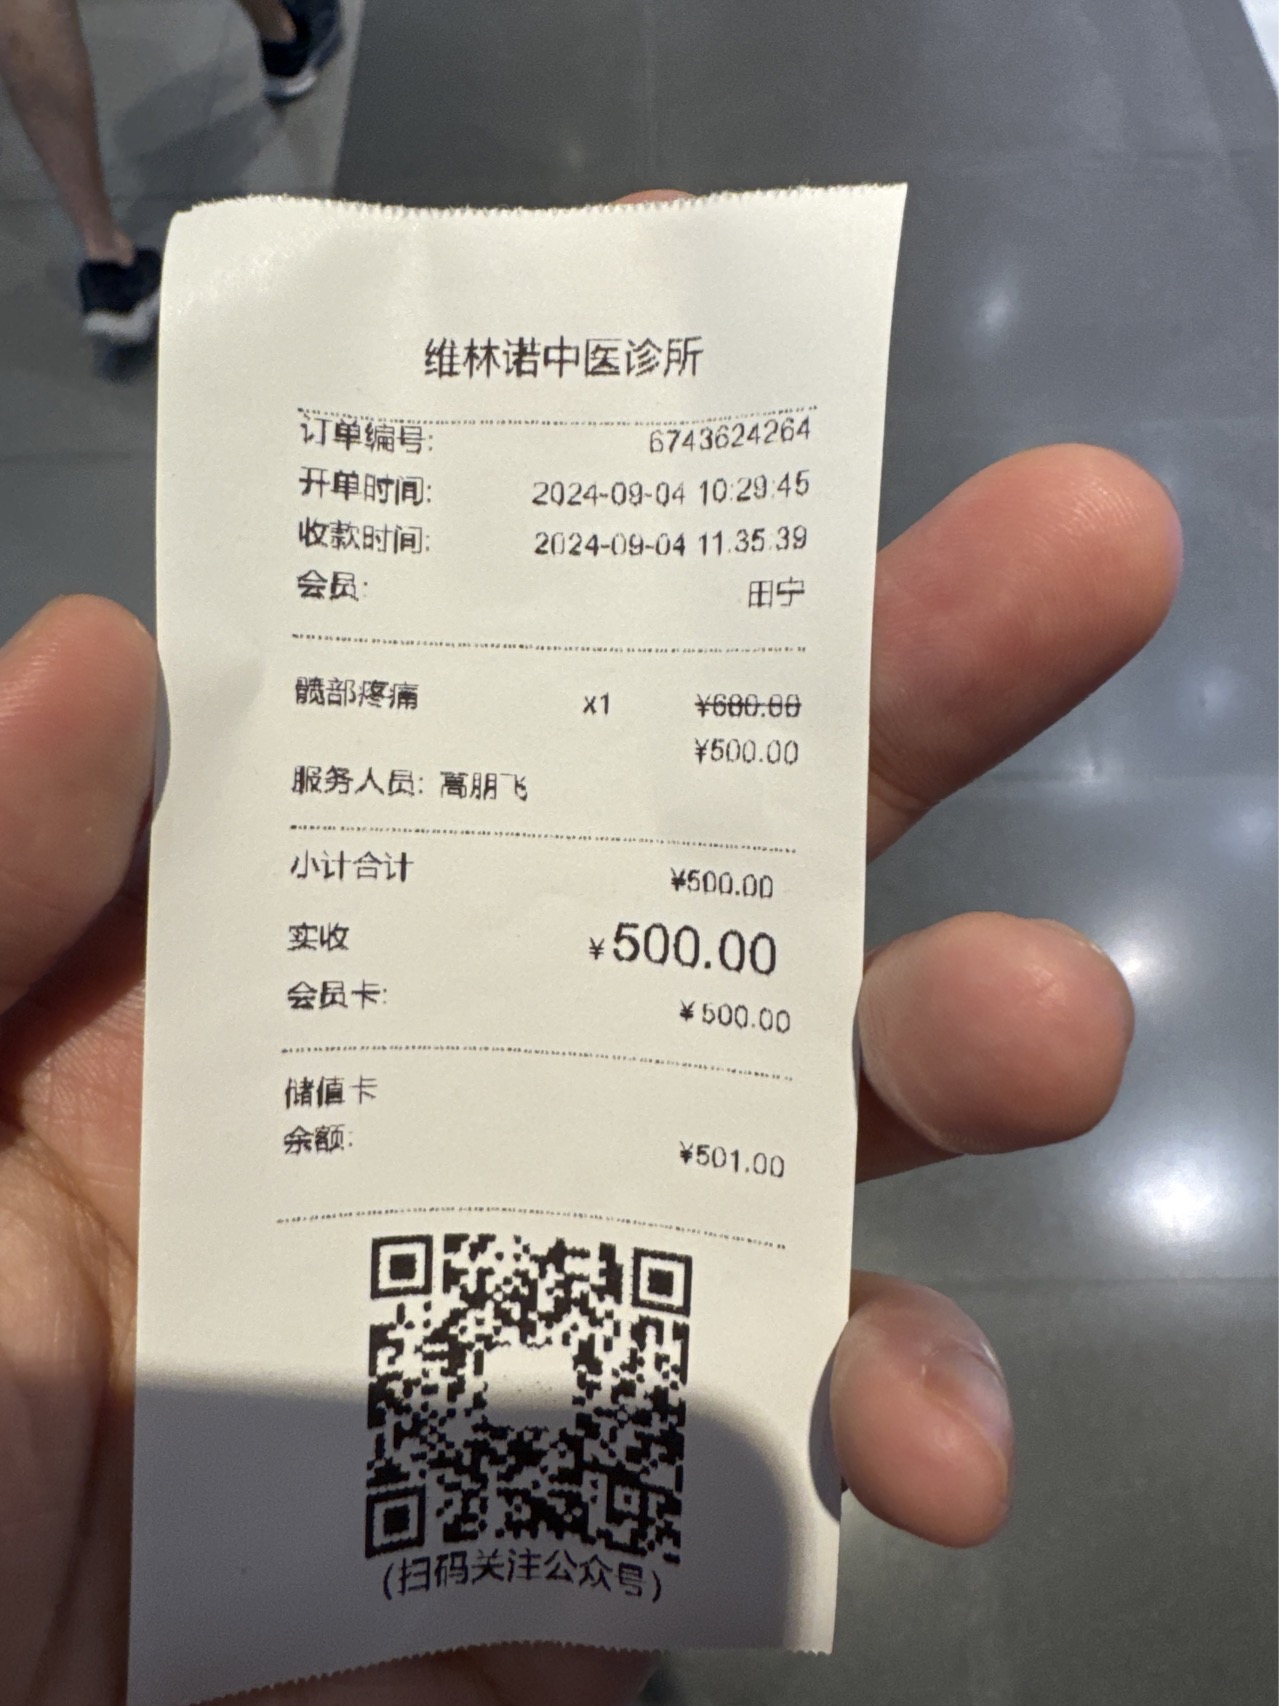 维林诺中医诊所
订单编号: 6743624264
开单时间: 2024-09-04 10:29:45
收款时间: 2024-09-04 11:35:39
会员: 田宁
髋部疼痛 x1 ¥600.00
¥500.00
服务人员: 高朋飞
小计合计 ¥500.00
实收 ¥500.00
会员卡: ¥500.00
储值卡
余额: ¥501.00
(扫码关注公众号)